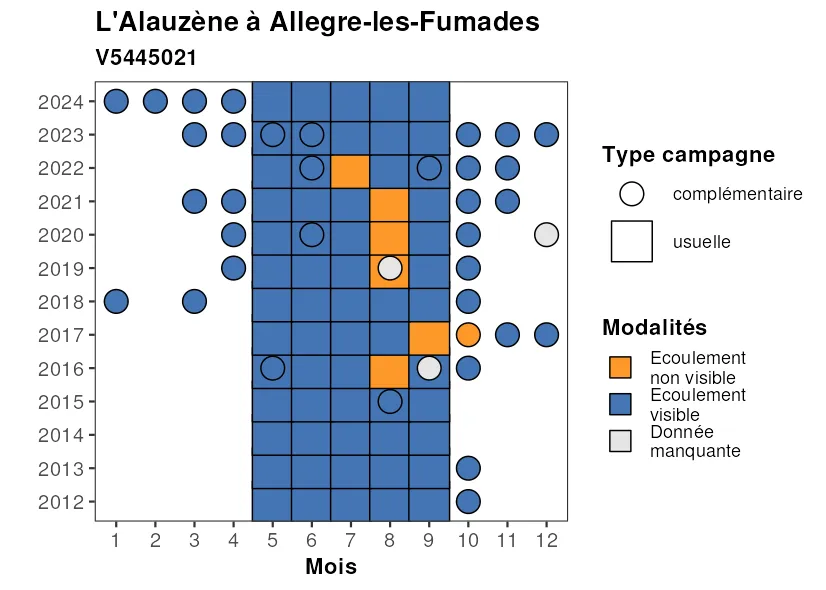 L'Alauzène à Allegre-les-Fumades
V5445021
2024
2023
2022
2021
2020
2019
2018
2017
2016
2015
2014
2013
2012
1 2 3 4 5 6 7 8 9 10 11 12
Mois
Type campagne
complémentaire
usuelle
Modalités
Ecoulement
non visible
Ecoulement
visible
Donnée
manquante